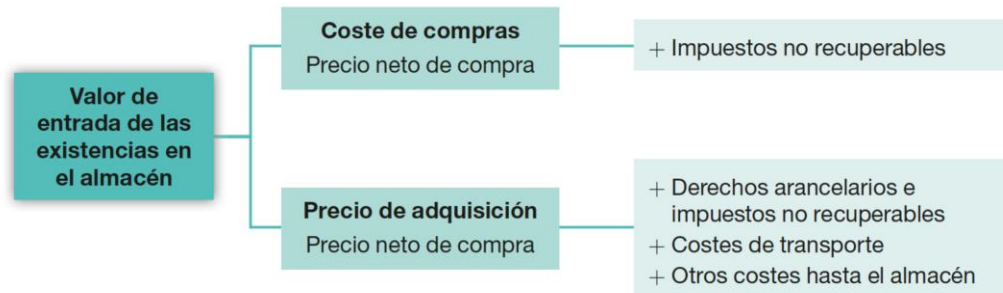 Valor de
entrada de las
existencias en
el almacén
Coste de compras
Precio neto de compra
+ Impuestos no recuperables
Precio de adquisición
Precio neto de compra
+ Derechos arancelarios e
impuestos no recuperables
+ Costes de transporte
+ Otros costes hasta el almacén